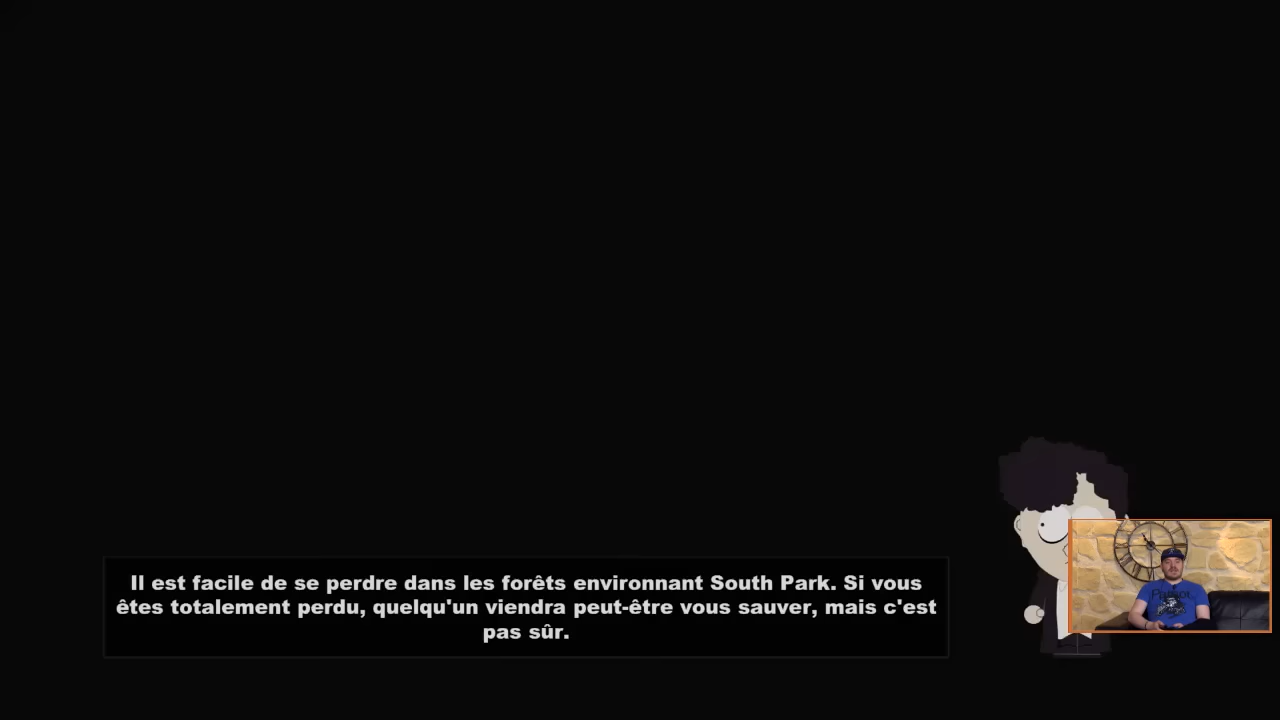 Il est facile de se perdre dans les forêts environnant South Park. Si vous
êtes totalement perdu, quelqu'un viendra peut-être vous sauver, mais c'est
pas sûr.